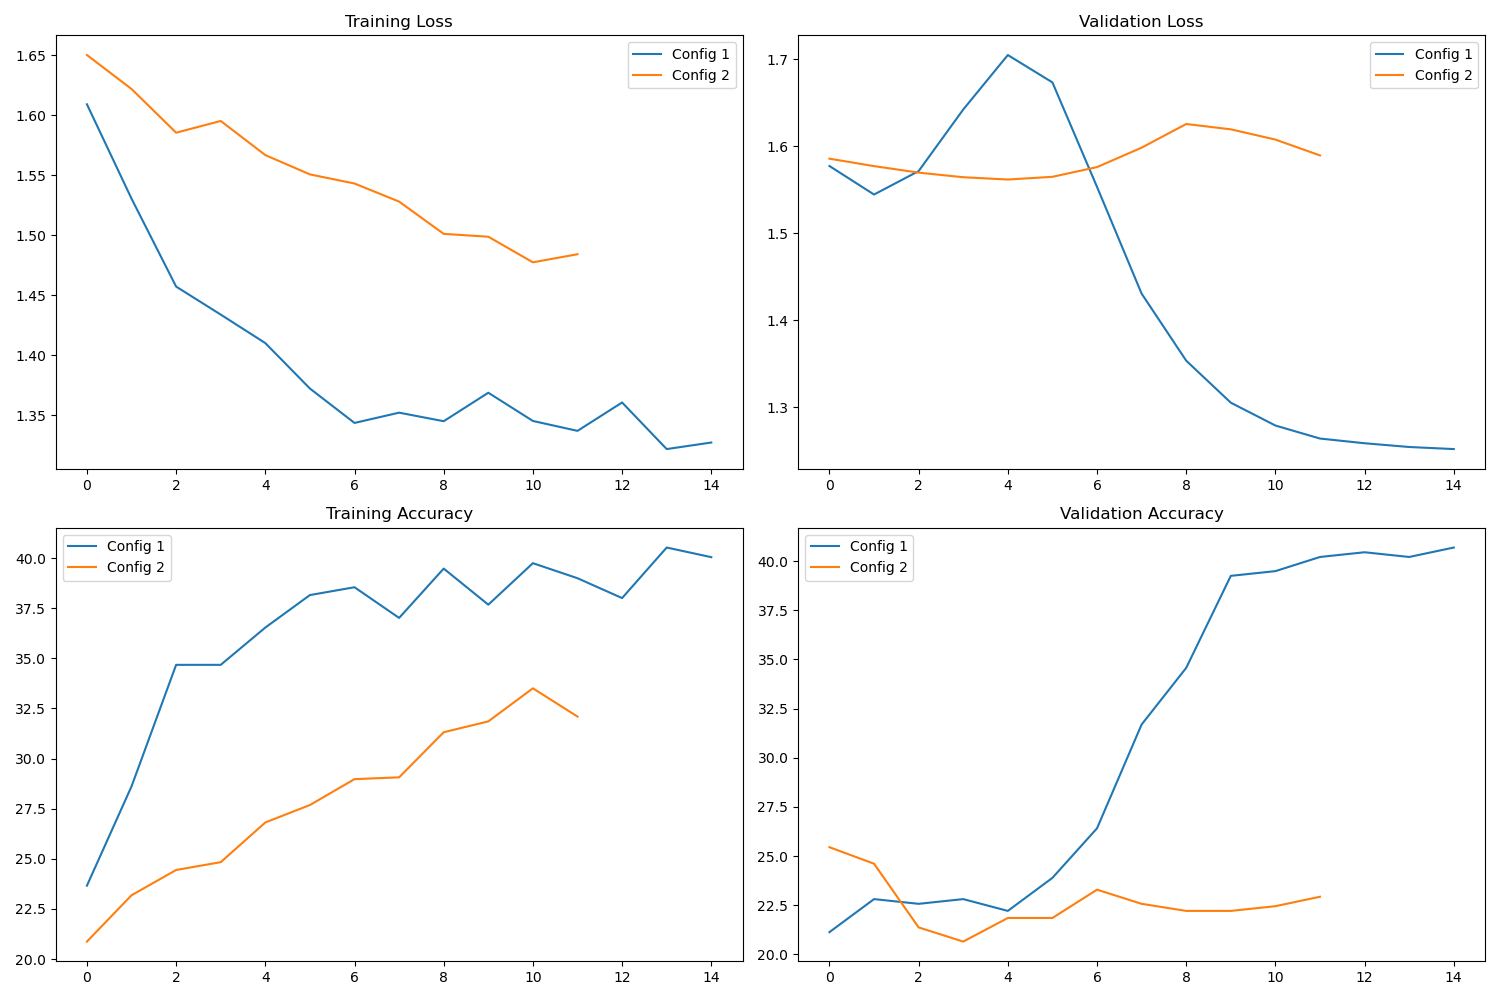 Training Loss
Config 1
Config 2
1.65
1.60
1.55
1.50
1.45
1.40
1.35
0 2 4 6 8 10 12 14
Validation Loss
Config 1
Config 2
1.7
1.6
1.5
1.4
1.3
0 2 4 6 8 10 12 14
Training Accuracy
Config 1
Config 2
40.0
37.5
35.0
32.5
30.0
27.5
25.0
22.5
20.0
0 2 4 6 8 10 12 14
Validation Accuracy
Config 1
Config 2
40.0
37.5
35.0
32.5
30.0
27.5
25.0
22.5
20.0
0 2 4 6 8 10 12 14